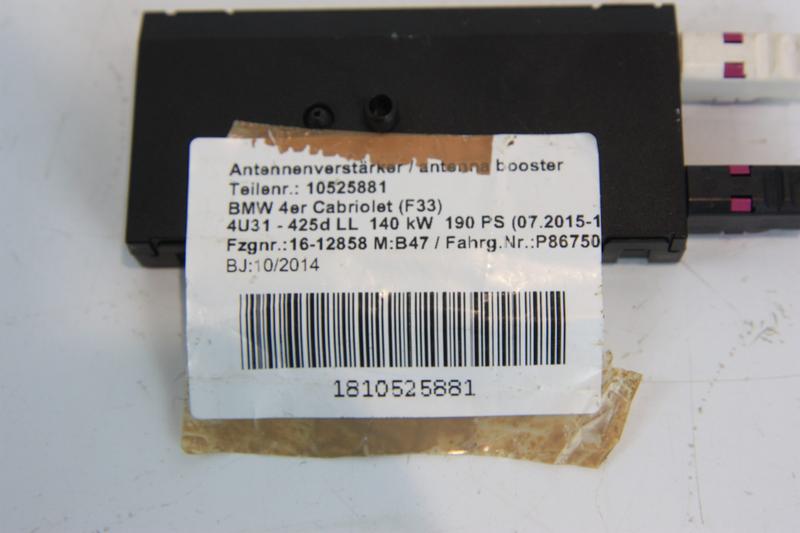 Antennenverstärker / antenna booster
Teilenr.: 10525881
BMW 4er Cabriolet (F33)
4U31 - 425d LL 140 kW 190 PS (07.2015-1
Fzgnr.:16-12858 M:B47 / Fahrg.Nr.:P86750
BJ:10/2014
1810525881